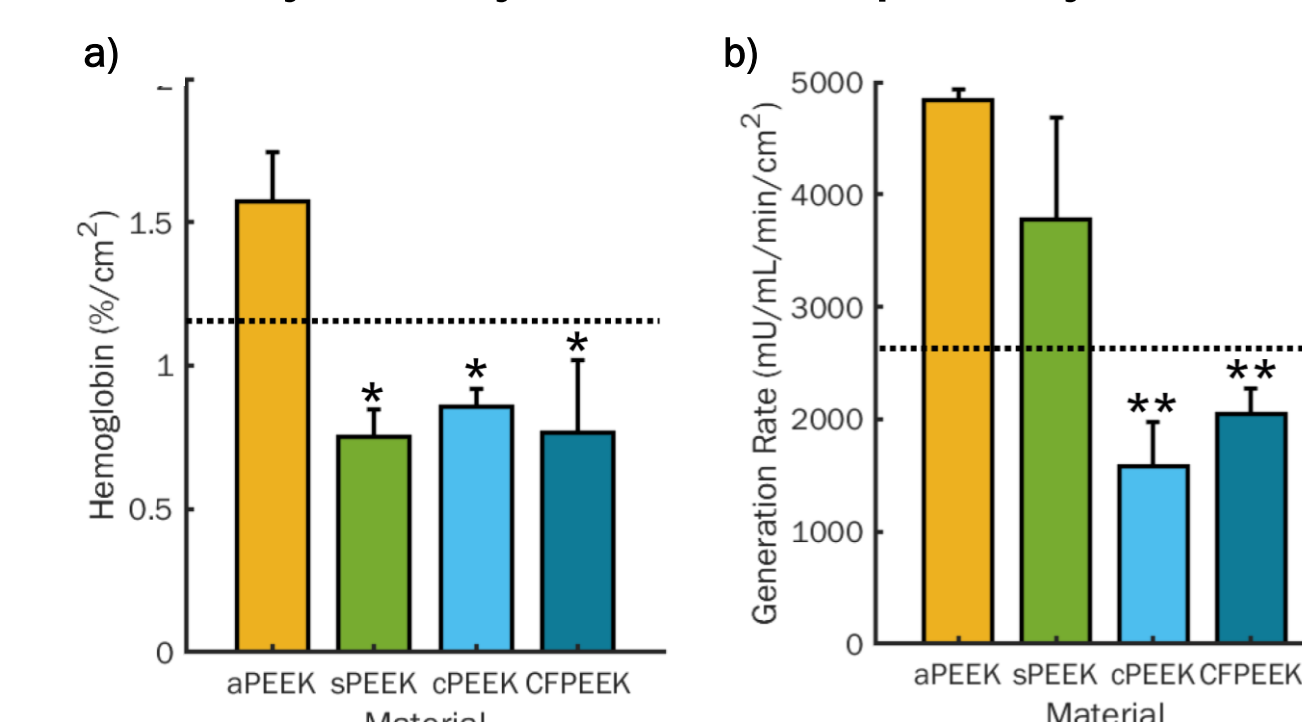 a)
Hemoglobin (%/cm²)
1.5
1
0.5
0
*
*
*
aPEEK sPEEK cPEEK CFPEEK
Material
b)
Generation Rate (mU/mL/min/cm²)
5000
4000
3000
2000
1000
0
**
**
aPEEK sPEEK cPEEK CFPEEK
Material